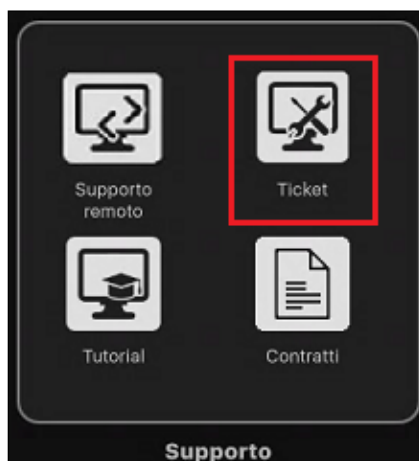 Supporto
remoto
Ticket
Tutorial
Contratti
Supporto